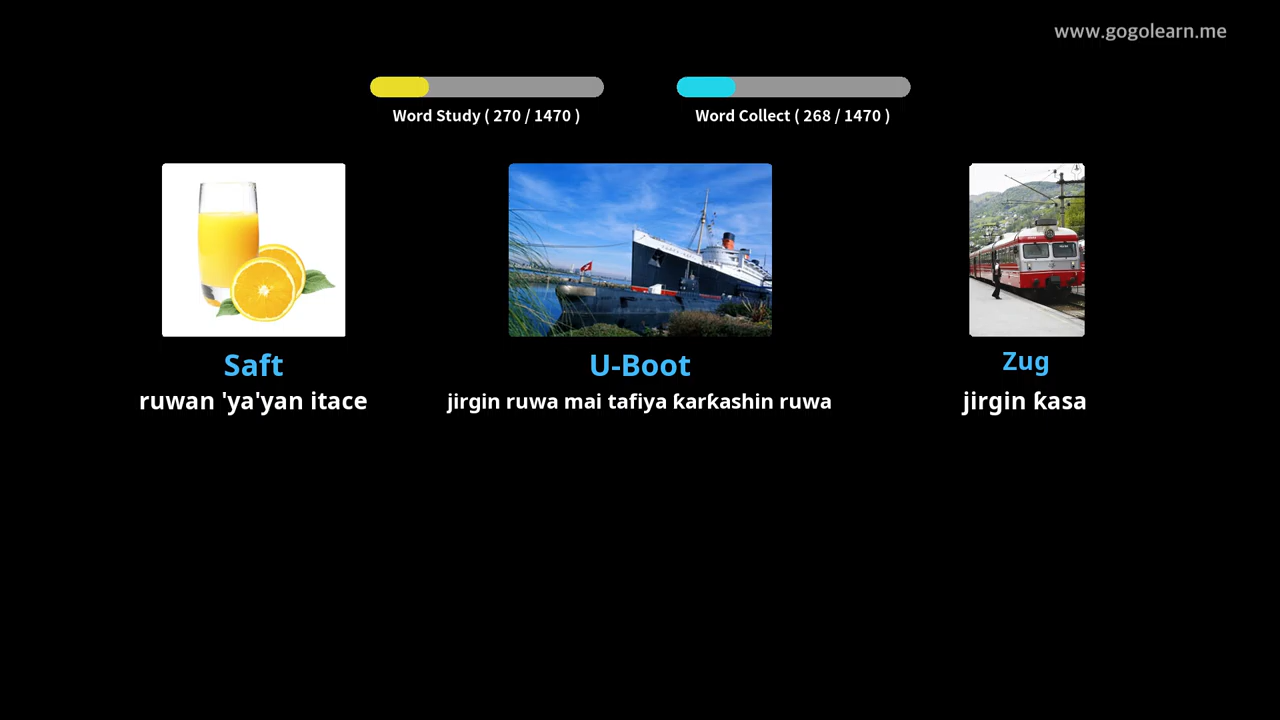 www.gogolearn.me
Word Study ( 270 / 1470 )
Word Collect ( 268 / 1470 )
Saft
U-Boot
Zug
ruwan 'ya'yan itace
jirgin ruwa mai tafiya ƙarƙashin ruwa
jirgin ƙasa